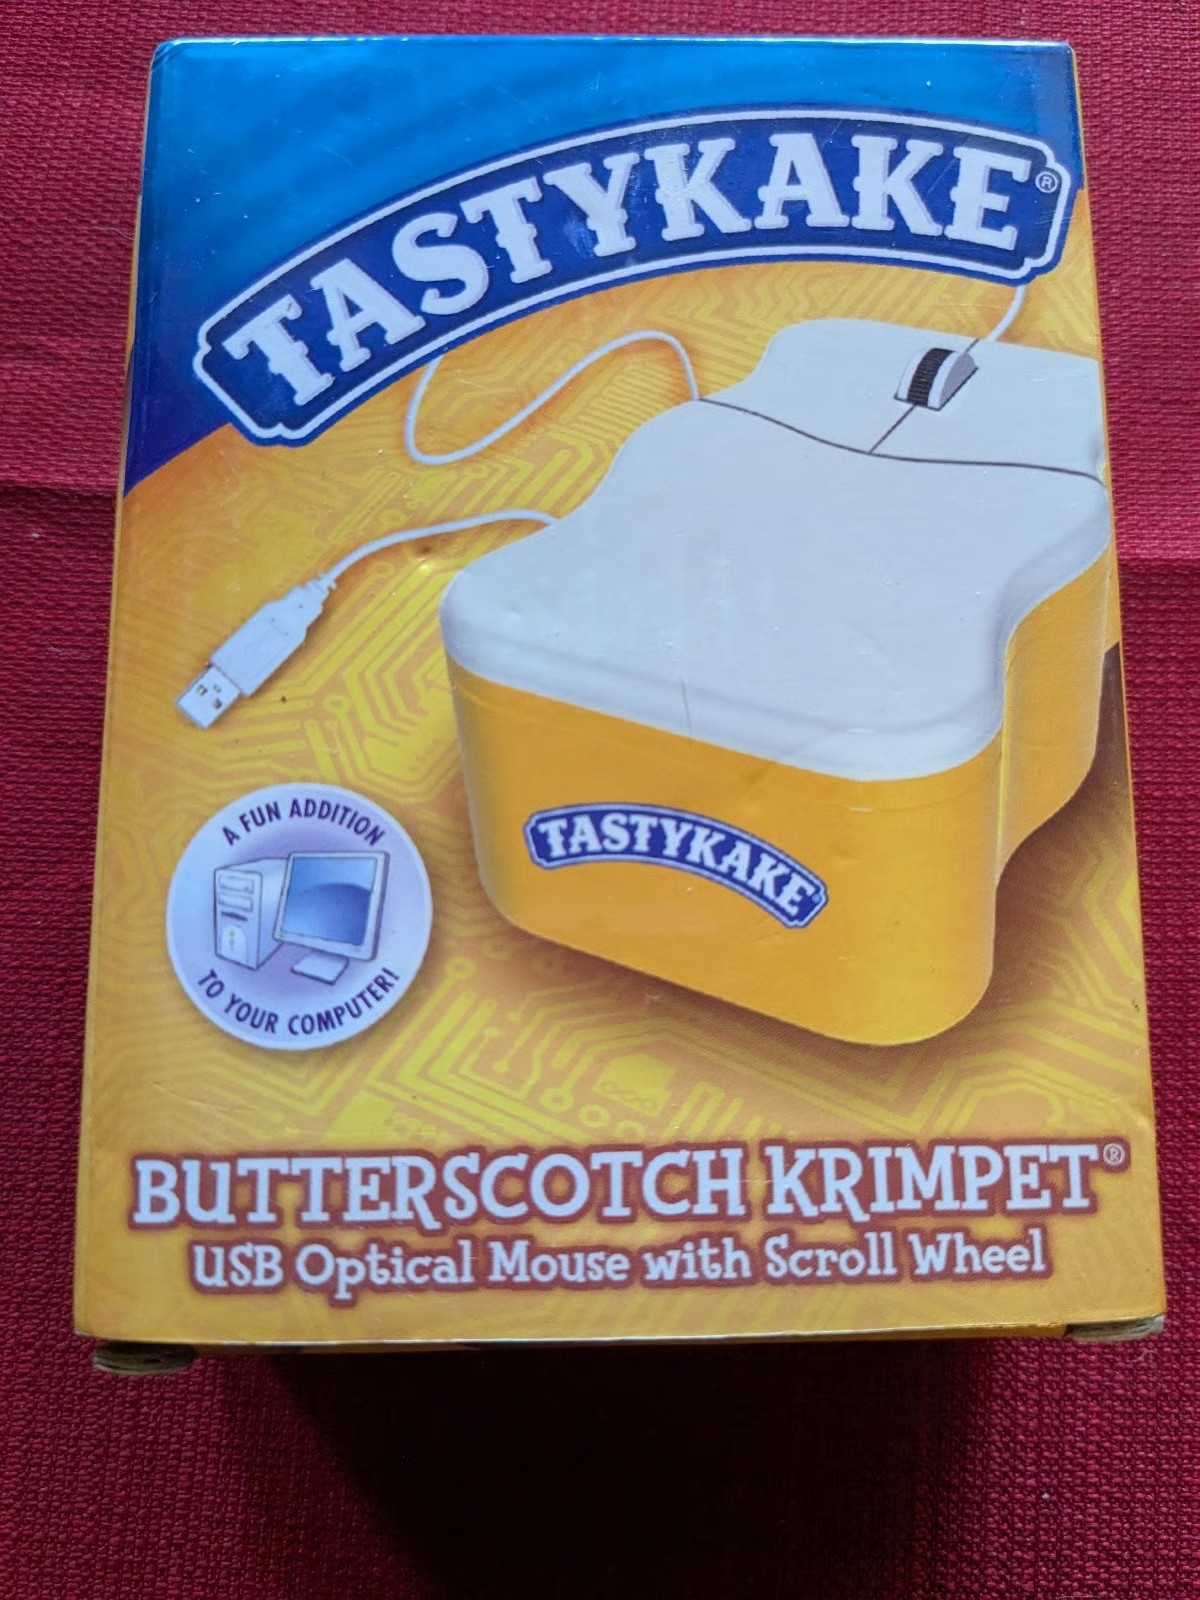 TASTYKAKE®
TASTYKAKE®
A FUN ADDITION
TO YOUR COMPUTER!
BUTTERSCOTCH KRIMPET®
USB Optical Mouse with Scroll Wheel